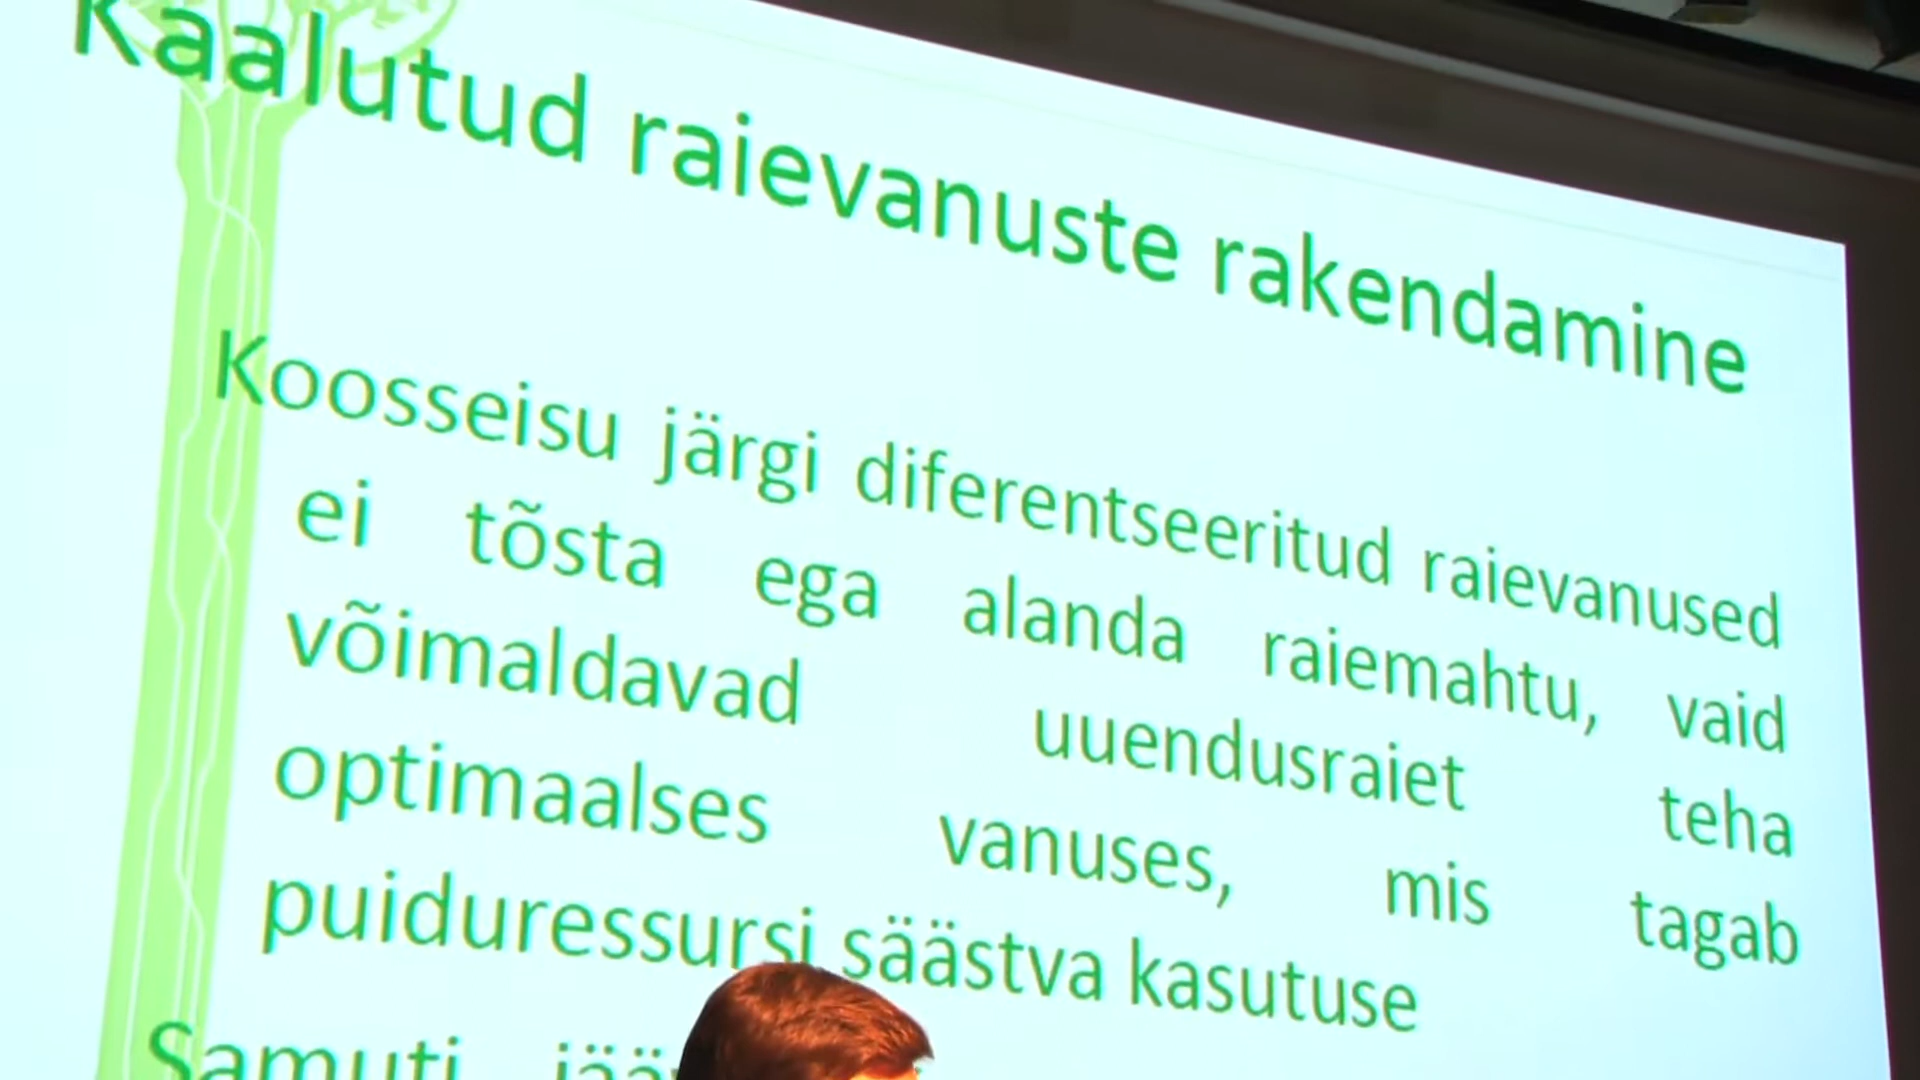 Kaalutud raievanuste rakendamine
Koosseisu järgi diferentseeritud raievanused
ei tõsta ega alanda raiemahtu, vaid
võimaldavad uuendusraiet teha
optimaalses vanuses, mis tagab
puiduressursi säästva kasutuse
Samuti